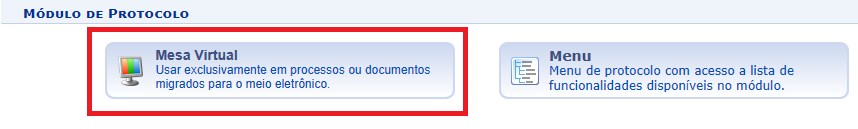 Módulo de Protocolo
Mesa Virtual
Usar exclusivamente em processos ou documentos
migrados para o meio eletrônico.
Menu
Menu de protocolo com acesso a lista de
funcionalidades disponíveis no módulo.